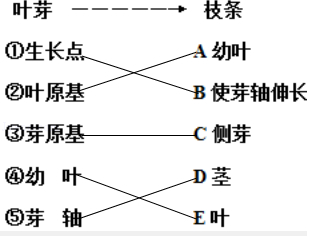 叶芽 枝条
①生长点 A 幼叶
②叶原基 B 使芽轴伸长
③芽原基 C 侧芽
④幼 叶 D 茎
⑤芽 轴 E 叶